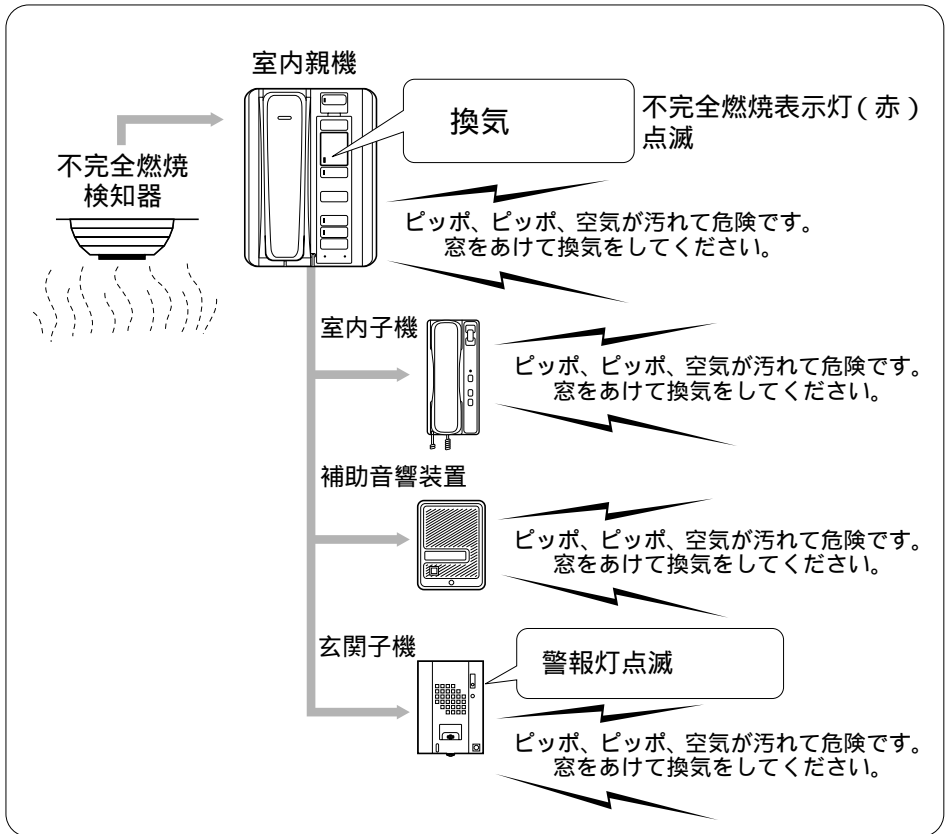 室内親機
換気
不完全燃焼表示灯(赤)
点滅
不完全燃焼
検知器
ピッポ、ピッポ、空気が汚れて危険です。
窓をあけて換気をしてください。
室内子機
ピッポ、ピッポ、空気が汚れて危険です。
窓をあけて換気をしてください。
補助音響装置
ピッポ、ピッポ、空気が汚れて危険です。
窓をあけて換気をしてください。
玄関子機
警報灯点滅
ピッポ、ピッポ、空気が汚れて危険です。
窓をあけて換気をしてください。